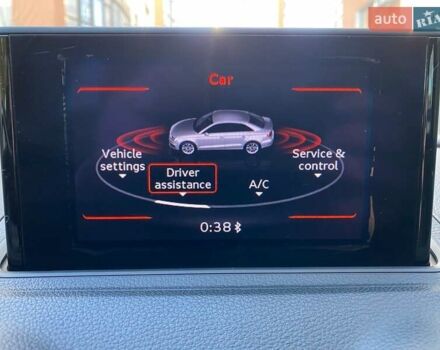 auto
RIA
Car
Vehicle
settings
Driver
assistance
A/C
Service &
control
0:38